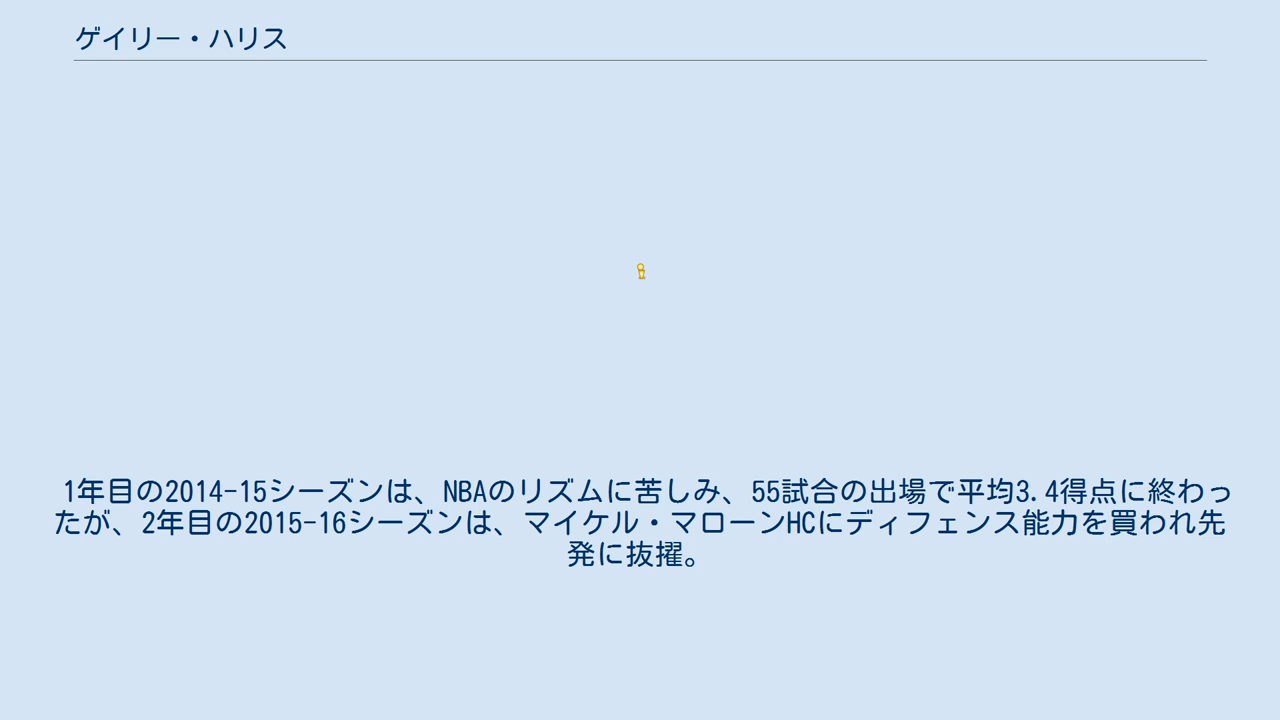 ゲイリー・ハリス
1年目の2014-15シーズンは、NBAのリズムに苦しみ、55試合の出場で平均3.4得点に終わっ
たが、2年目の2015-16シーズンは、マイケル・マローンHCにディフェンス能力を買われ先
発に抜擢。